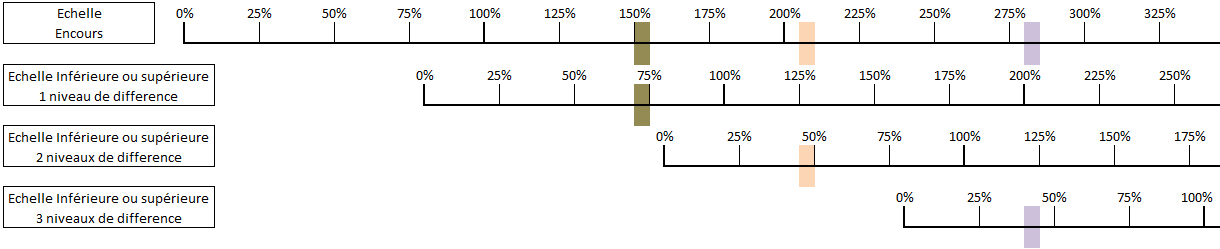 Echelle
Encours
0% 25% 50% 75% 100% 125% 150% 175% 200% 225% 250% 275% 300% 325%
Echelle Inférieure ou supérieure
1 niveau de difference
0% 25% 50% 75% 100% 125% 150% 175% 200% 225% 250%
Echelle Inférieure ou supérieure
2 niveaux de difference
0% 25% 50% 75% 100% 125% 150% 175%
Echelle Inférieure ou supérieure
3 niveaux de difference
0% 25% 50% 75% 100%